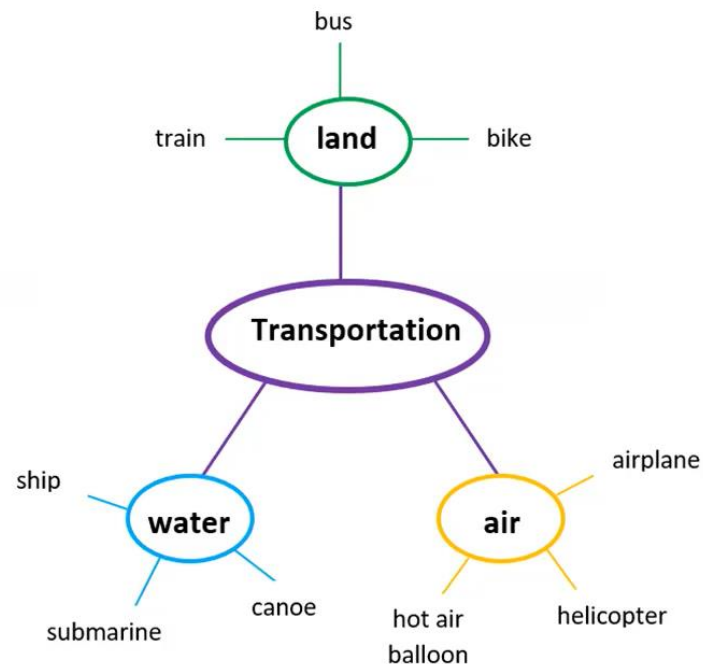 bus
train
land
bike
Transportation
ship
water
submarine
canoe
air
airplane
hot air
balloon
helicopter